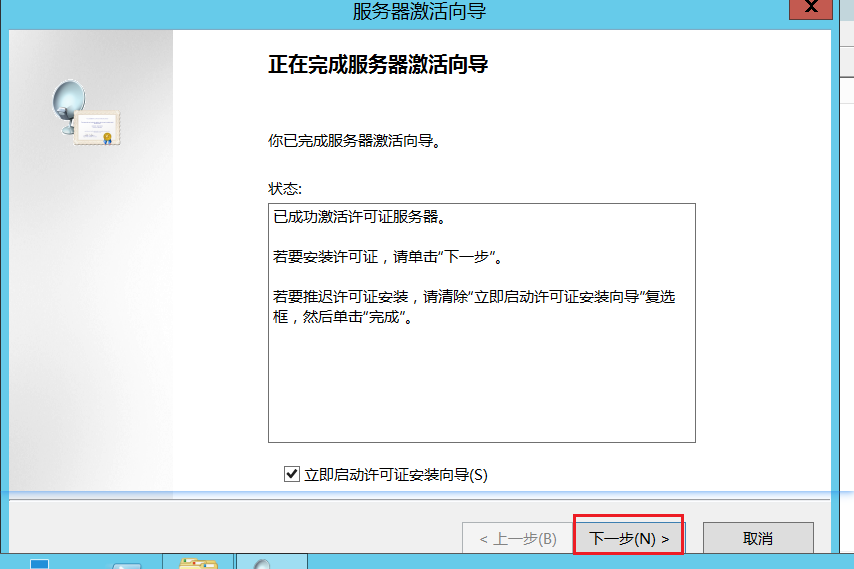 服务器激活向导
X
正在完成服务器激活向导
你已完成服务器激活向导。
状态:
已成功激活许可证服务器。
若要安装许可证，请单击“下一步”。
若要推迟许可证安装，请清除“立即启动许可证安装向导”复选
框，然后单击“完成”。
立即启动许可证安装向导(S)
< 上一步(B)
下一步(N) >
取消